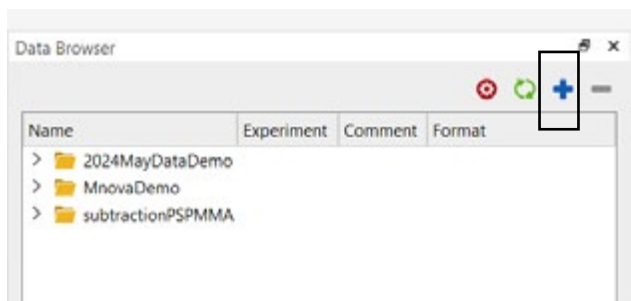 Data Browser
Name Experiment Comment Format
2024MayDataDemo
MnovaDemo
subtractionPSPMMA